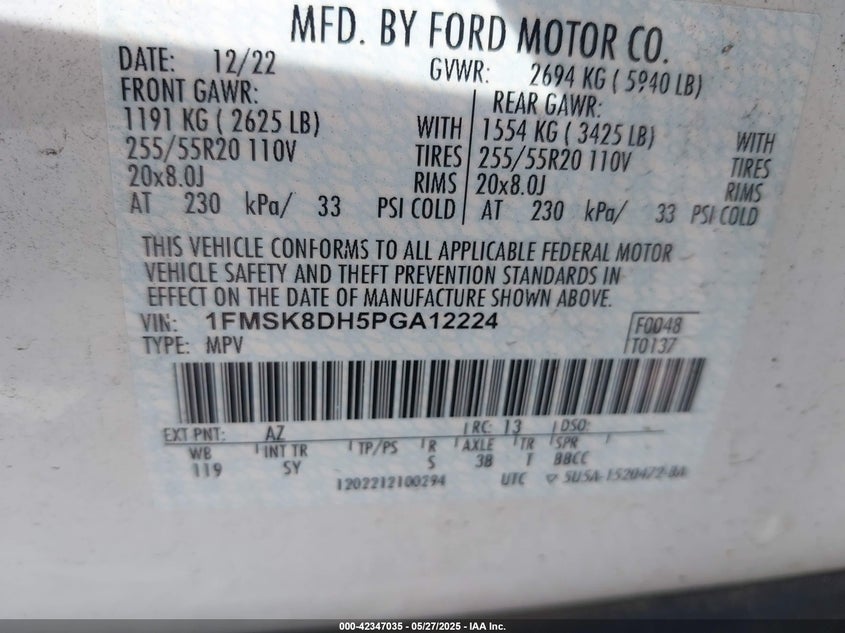 MFD. BY FORD MOTOR CO.
DATE: 12/22 GVWR: 2694 KG ( 5940 LB)
FRONT GAWR: REAR GAWR:
1191 KG ( 2625 LB) WITH 1554 KG ( 3425 LB) WITH
255/55R20 110V TIRES 255/55R20 110V TIRES
20x8.0J RIMS 20x8.0J RIMS
AT 230 kPa/ 33 PSI COLD AT 230 kPa/ 33 PSI COLD
THIS VEHICLE CONFORMS TO ALL APPLICABLE FEDERAL MOTOR
VEHICLE SAFETY AND THEFT PREVENTION STANDARDS IN
EFFECT ON THE DATE OF MANUFACTURE SHOWN ABOVE.
VIN: 1FMSK8DH5PGA12224 F0048
TYPE: MPV T0137
EXT PNT: AZ RC: 13 DSO:
WB INT TR TP/PS R AXLE TR SPR
119 SY S 3B T BBCC
1202212100294 UTC 5U5A-1520472-BA
000-42347035 — 05/27/2025 — IAA Inc.